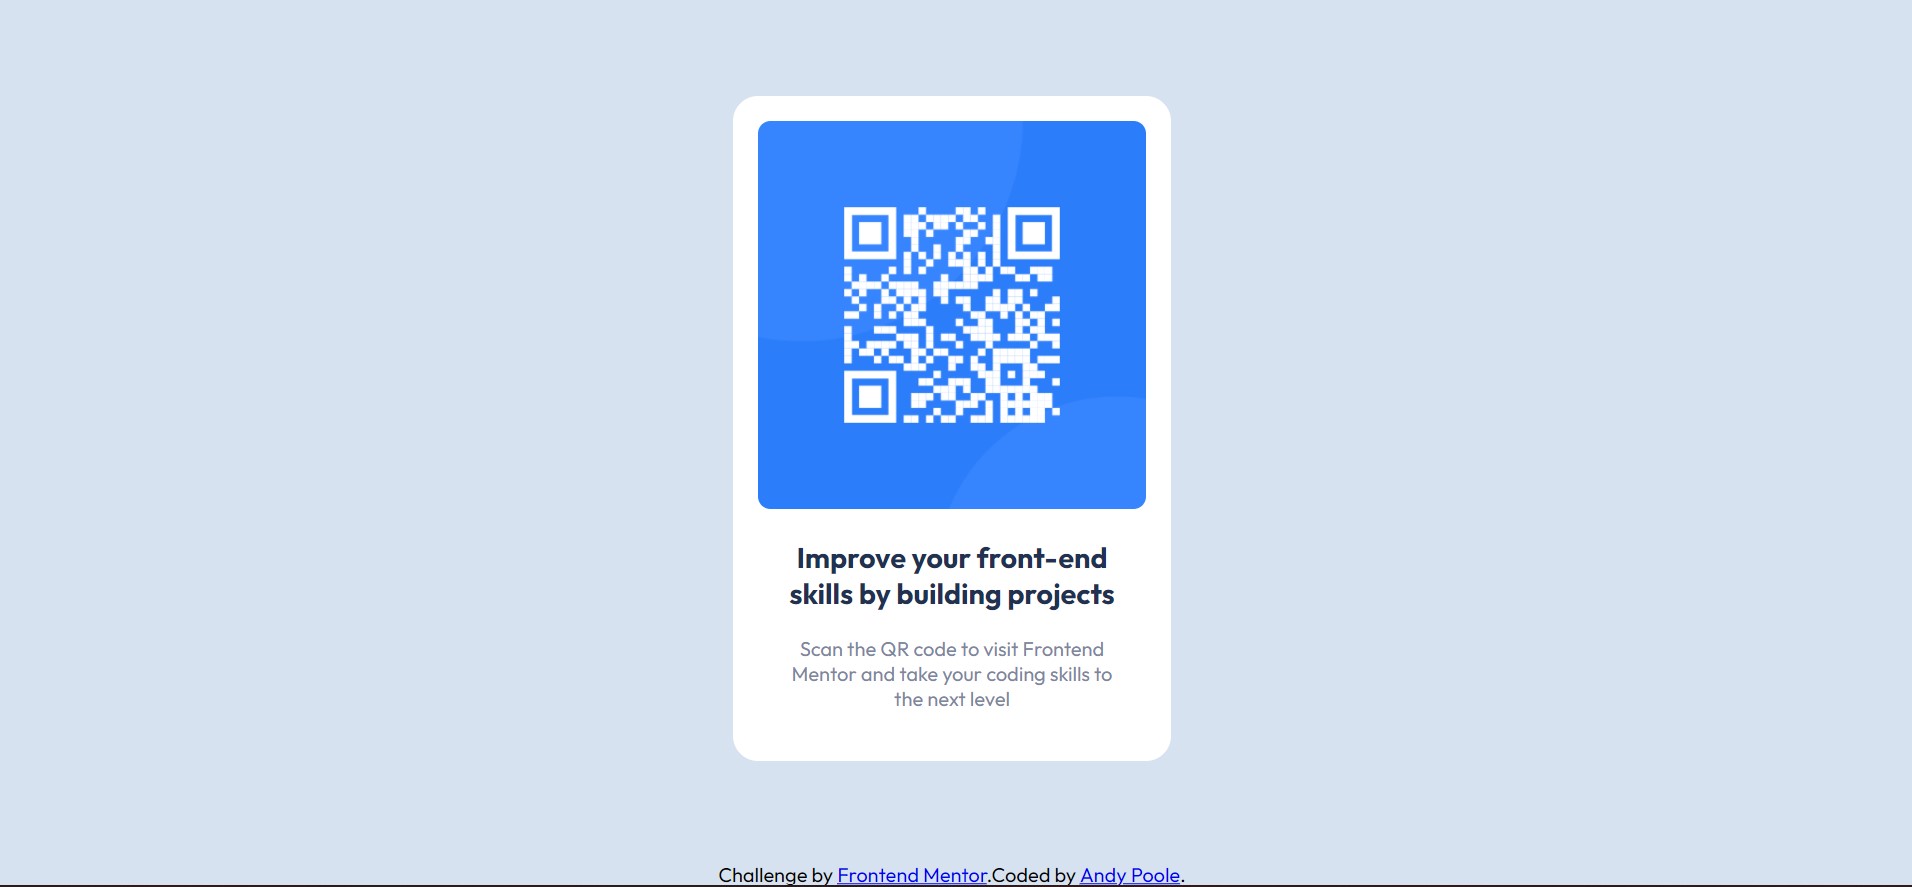 Improve your front-end
skills by building projects
Scan the QR code to visit Frontend
Mentor and take your coding skills to
the next level
Challenge by Frontend Mentor.Coded by Andy Poole.